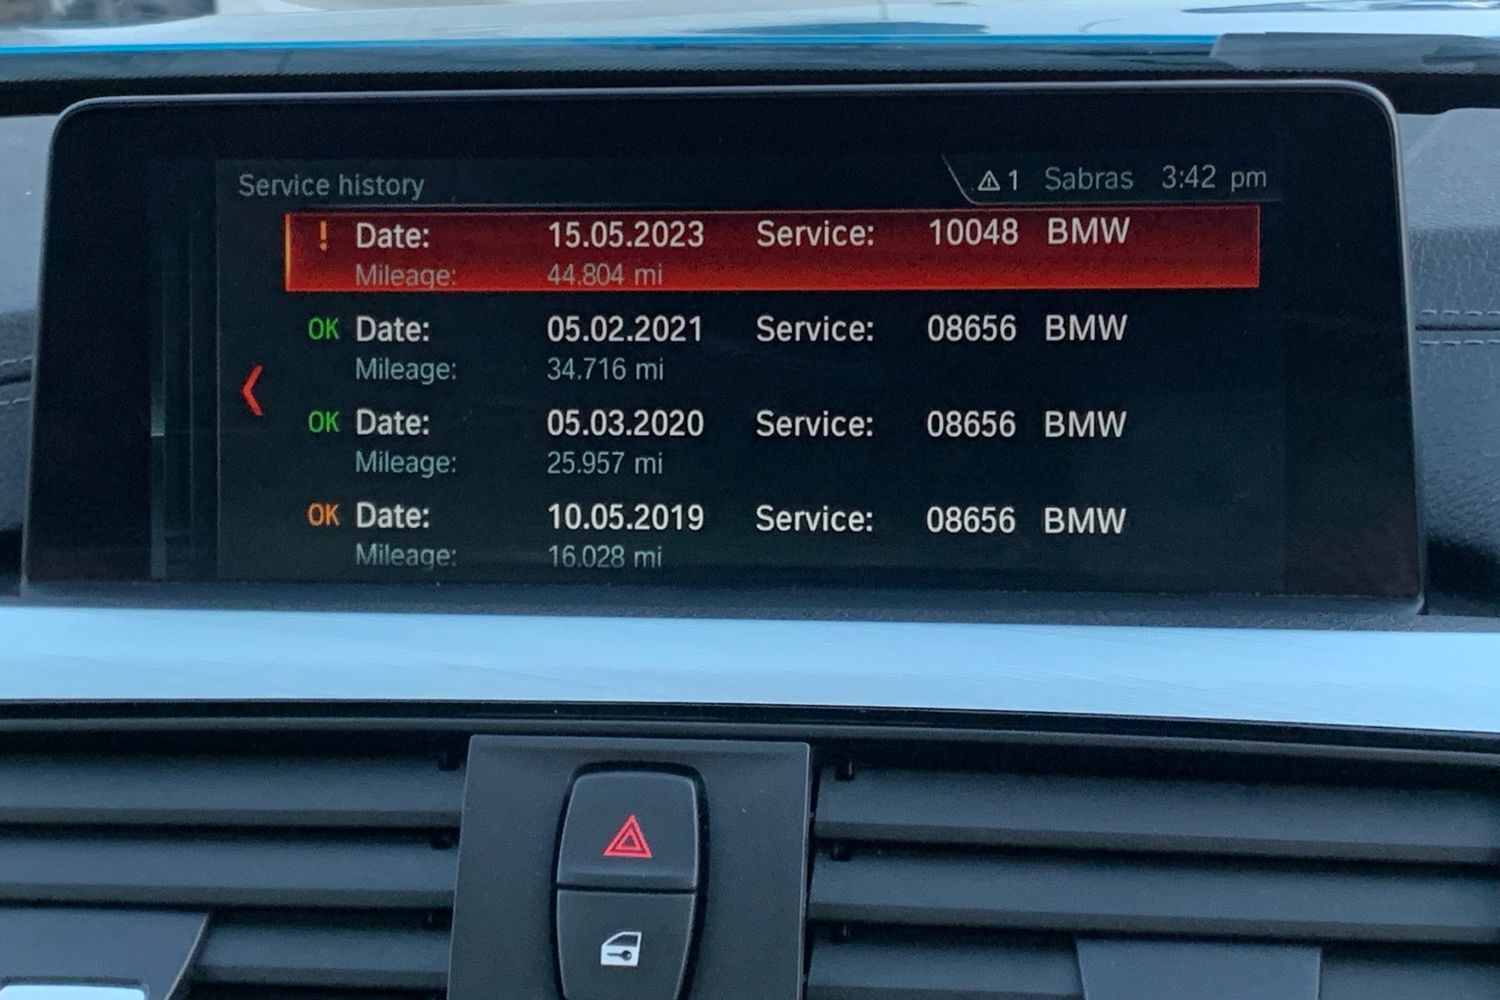 Service history 1 Sabras 3:42 pm
! Date: 15.05.2023 Service: 10048 BMW
Mileage: 44.804 mi
OK Date: 05.02.2021 Service: 08656 BMW
Mileage: 34.716 mi
OK Date: 05.03.2020 Service: 08656 BMW
Mileage: 25.957 mi
OK Date: 10.05.2019 Service: 08656 BMW
Mileage: 16.028 mi